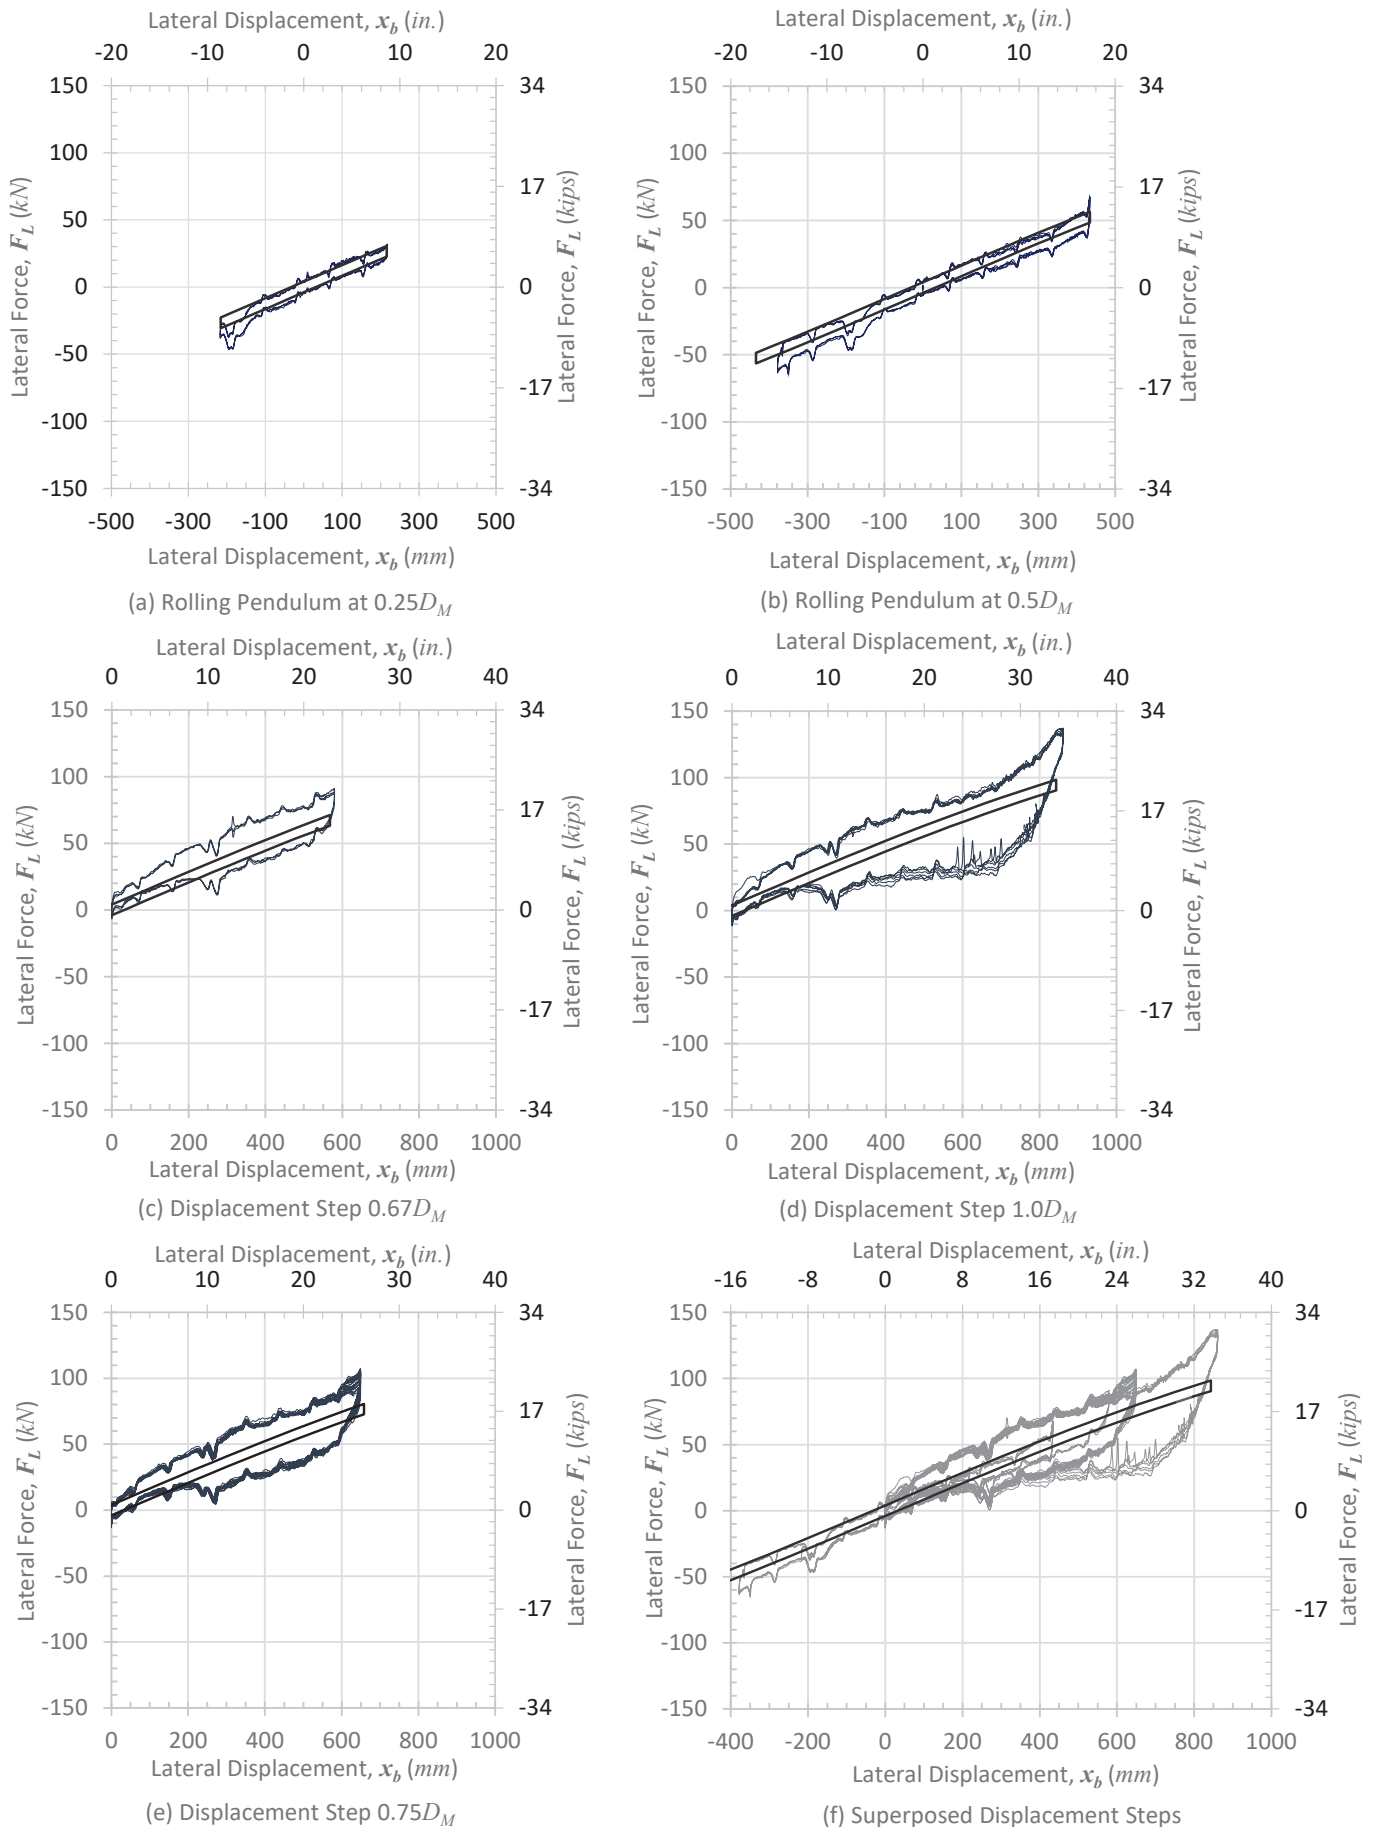 Lateral Displacement, x_b (in.)
-20 -10 0 10 20
150 100 50 0 -50 -100 -150
Lateral Force, F_L (kN)
34 17 0 -17 -34
Lateral Force, F_L (kips)
-500 -300 -100 100 300 500
Lateral Displacement, x_b (mm)
(a) Rolling Pendulum at 0.25D_M
Lateral Displacement, x_b (in.)
-20 -10 0 10 20
150 100 50 0 -50 -100 -150
Lateral Force, F_L (kN)
34 17 0 -17 -34
Lateral Force, F_L (kips)
-500 -300 -100 100 300 500
Lateral Displacement, x_b (mm)
(b) Rolling Pendulum at 0.5D_M
Lateral Displacement, x_b (in.)
0 10 20 30 40
150 100 50 0 -50 -100 -150
Lateral Force, F_L (kN)
34 17 0 -17 -34
Lateral Force, F_L (kips)
0 200 400 600 800 1000
Lateral Displacement, x_b (mm)
(c) Displacement Step 0.67D_M
Lateral Displacement, x_b (in.)
0 10 20 30 40
150 100 50 0 -50 -100 -150
Lateral Force, F_L (kN)
34 17 0 -17 -34
Lateral Force, F_L (kips)
0 200 400 600 800 1000
Lateral Displacement, x_b (mm)
(d) Displacement Step 1.0D_M
Lateral Displacement, x_b (in.)
0 10 20 30 40
150 100 50 0 -50 -100 -150
Lateral Force, F_L (kN)
34 17 0 -17 -34
Lateral Force, F_L (kips)
0 200 400 600 800 1000
Lateral Displacement, x_b (mm)
(e) Displacement Step 0.75D_M
Lateral Displacement, x_b (in.)
-16 -8 0 8 16 24 32 40
150 100 50 0 -50 -100 -150
Lateral Force, F_L (kN)
34 17 0 -17 -34
Lateral Force, F_L (kips)
-400 -200 0 200 400 600 800 1000
Lateral Displacement, x_b (mm)
(f) Superposed Displacement Steps